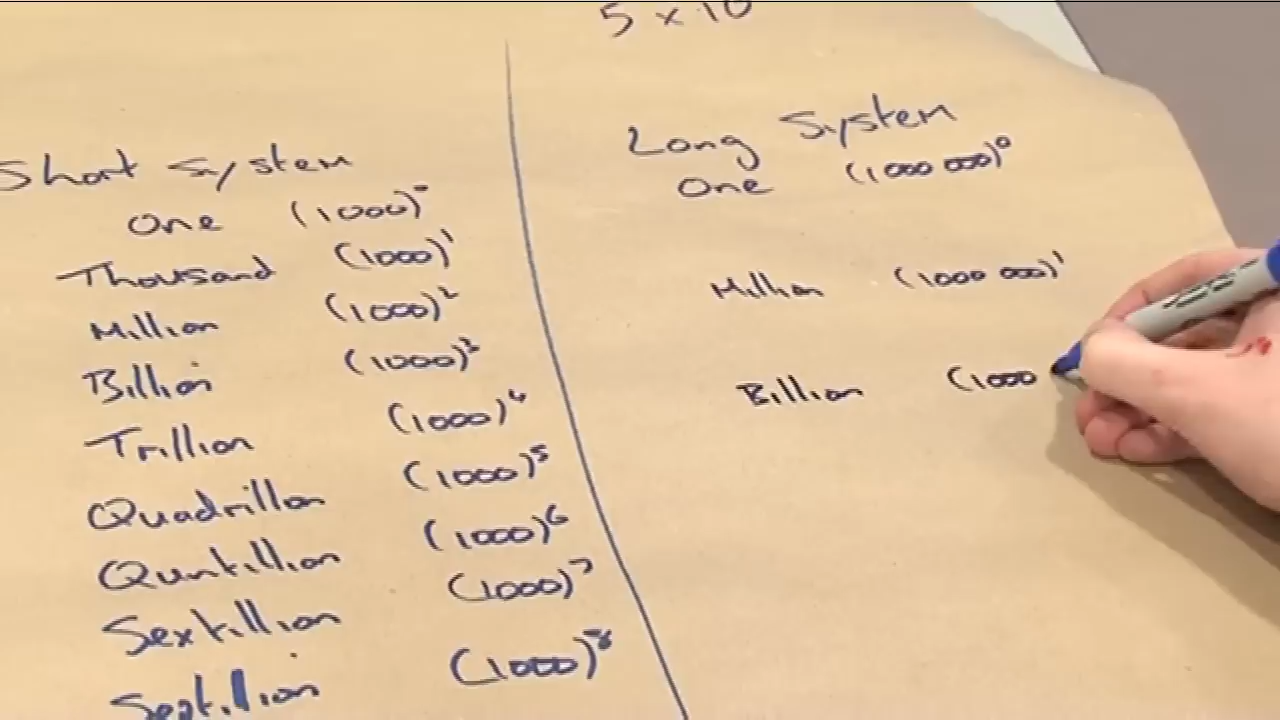 5 x 10
Short System
One (1000)⁰
Thousand (1000)¹
Million (1000)²
Billion (1000)³
Trillion (1000)⁴
Quadrillon (1000)⁵
Quintillion (1000)⁶
Sextillion (1000)⁷
Septillion (1000)⁸
Long System
One (1000 000)⁰
Million (1000 000)¹
Billion (1000